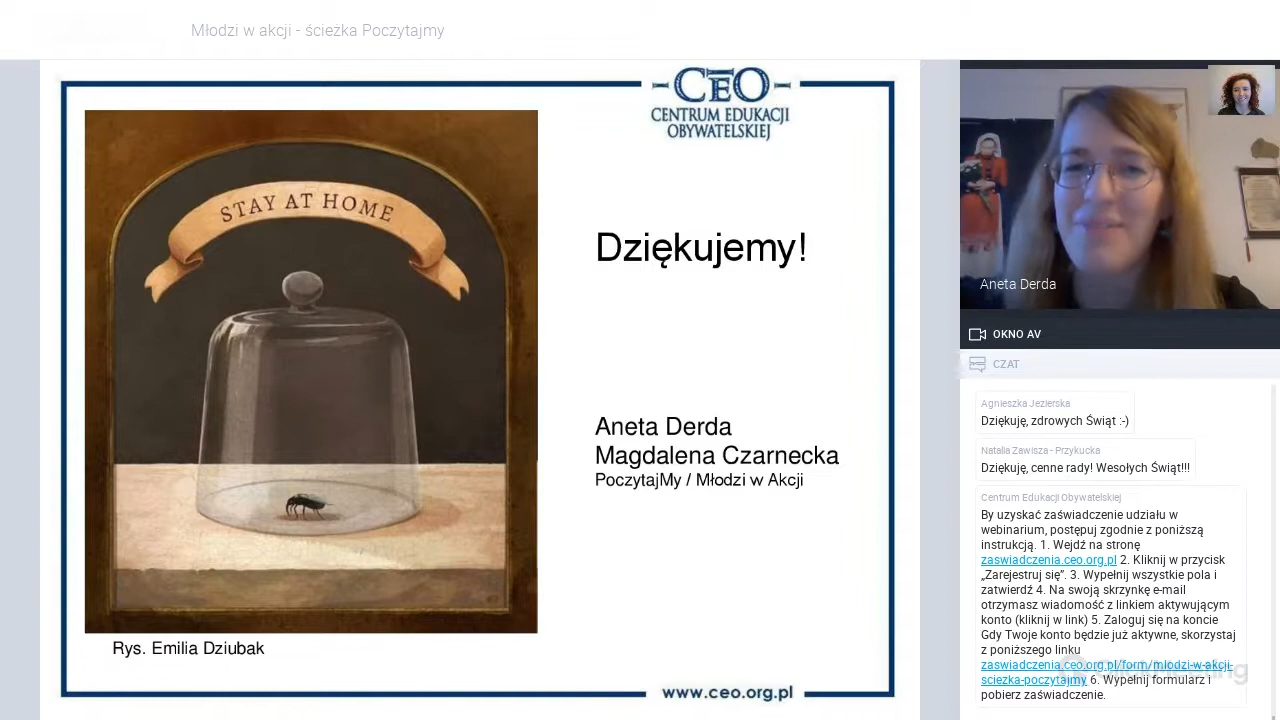 Młodzi w akcji - ścieżka Poczytajmy
CEO
CENTRUM EDUKACJI
OBYWATELSKIEJ
STAY AT HOME
Dziękujemy!
Aneta Derda
Magdalena Czarnecka
PoczytajMy / Młodzi w Akcji
Rys. Emilia Dziubak
www.ceo.org.pl
Aneta Derda
OKNO AV
CZAT
Agnieszka Jezierska
Dziękuję, zdrowych Świąt :-)
Natalia Zawisza - Przykucka
Dziękuję, cenne rady! Wesołych Świąt!!!
Centrum Edukacji Obywatelskiej
By uzyskać zaświadczenie udziału w
webinarium, postępuj zgodnie z poniższą
instrukcją. 1. Wejdź na stronę
zaswiadczenia.ceo.org.pl 2. Kliknij w przycisk
„Zarejestruj się”. 3. Wypełnij wszystkie pola i
zatwierdź 4. Na swoją skrzynkę e-mail
otrzymasz wiadomość z linkiem aktywującym
konto (kliknij w link) 5. Zaloguj się na koncie
Gdy Twoje konto będzie już aktywne, skorzystaj
z poniższego linku
zaswiadczenia.ceo.org.pl/form/mlodzi-w-akcji-
sciezka-poczytajmy 6. Wypełnij formularz i
pobierz zaświadczenie.